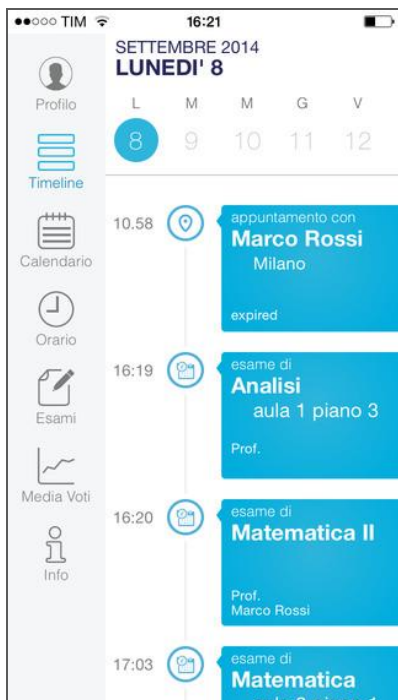 TIM 16:21
SETTEMBRE 2014
LUNEDI' 8
L M M G V
8 9 10 11 12
Profilo
Timeline
Calendario
Orario
Esami
Media Voti
Info
10.58
appuntamento con
Marco Rossi
Milano
expired
16:19
esame di
Analisi
aula 1 piano 3
Prof.
16:20
esame di
Matematica II
Prof.
Marco Rossi
17:03
esame di
Matematica